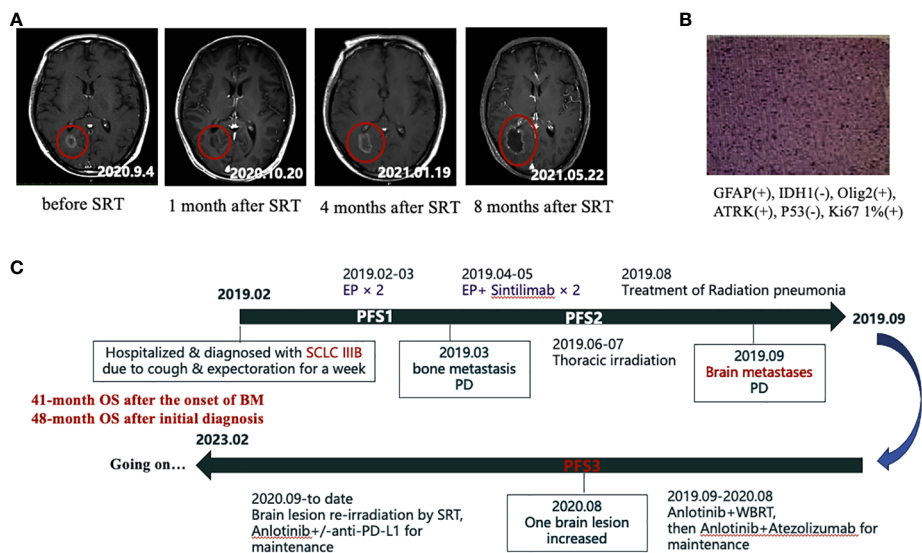 A
2020.9.4
2020.10.20
2021.01.19
2021.05.22
before SRT
1 month after SRT
4 months after SRT
8 months after SRT
B
GFAP(+), IDH1(-), Olig2(+),
ATRK(+), P53(-), Ki67 1%(+)
C
2019.02
2019.02-03
EP × 2
2019.04-05
EP+ Sintilimab × 2
2019.08
Treatment of Radiation pneumonia
PFS1
PFS2
2019.09
Hospitalized & diagnosed with SCLC IIIB
due to cough & expectoration for a week
2019.03
bone metastasis
PD
2019.06-07
Thoracic irradiation
2019.09
Brain metastases
PD
41-month OS after the onset of BM
48-month OS after initial diagnosis
2023.02
Going on…
PFS3
2020.09-to date
Brain lesion re-irradiation by SRT,
Anlotinib+/-anti-PD-L1 for
maintenance
2020.08
One brain lesion
increased
2019.09-2020.08
Anlotinib+WBRT,
then Anlotinib+Atezolizumab for
maintenance